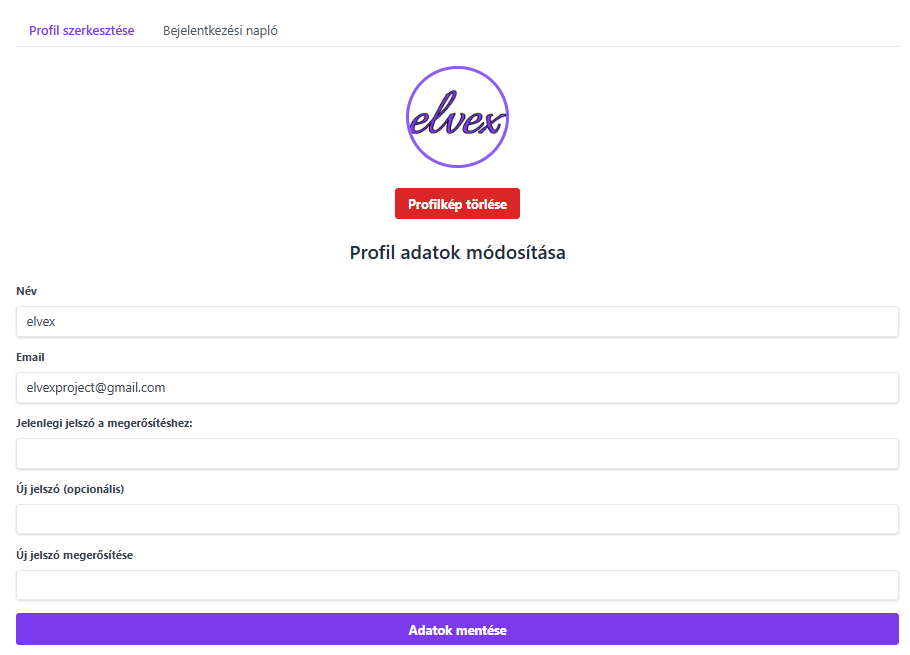 Profil szerkesztése Bejelentkezési napló
elvex
Profilkép törlése
Profil adatok módosítása
Név
elvex
Email
elvexproject@gmail.com
Jelenlegi jelszó a megerősítéshez:
Új jelszó (opcionális)
Új jelszó megerősítése
Adatok mentése